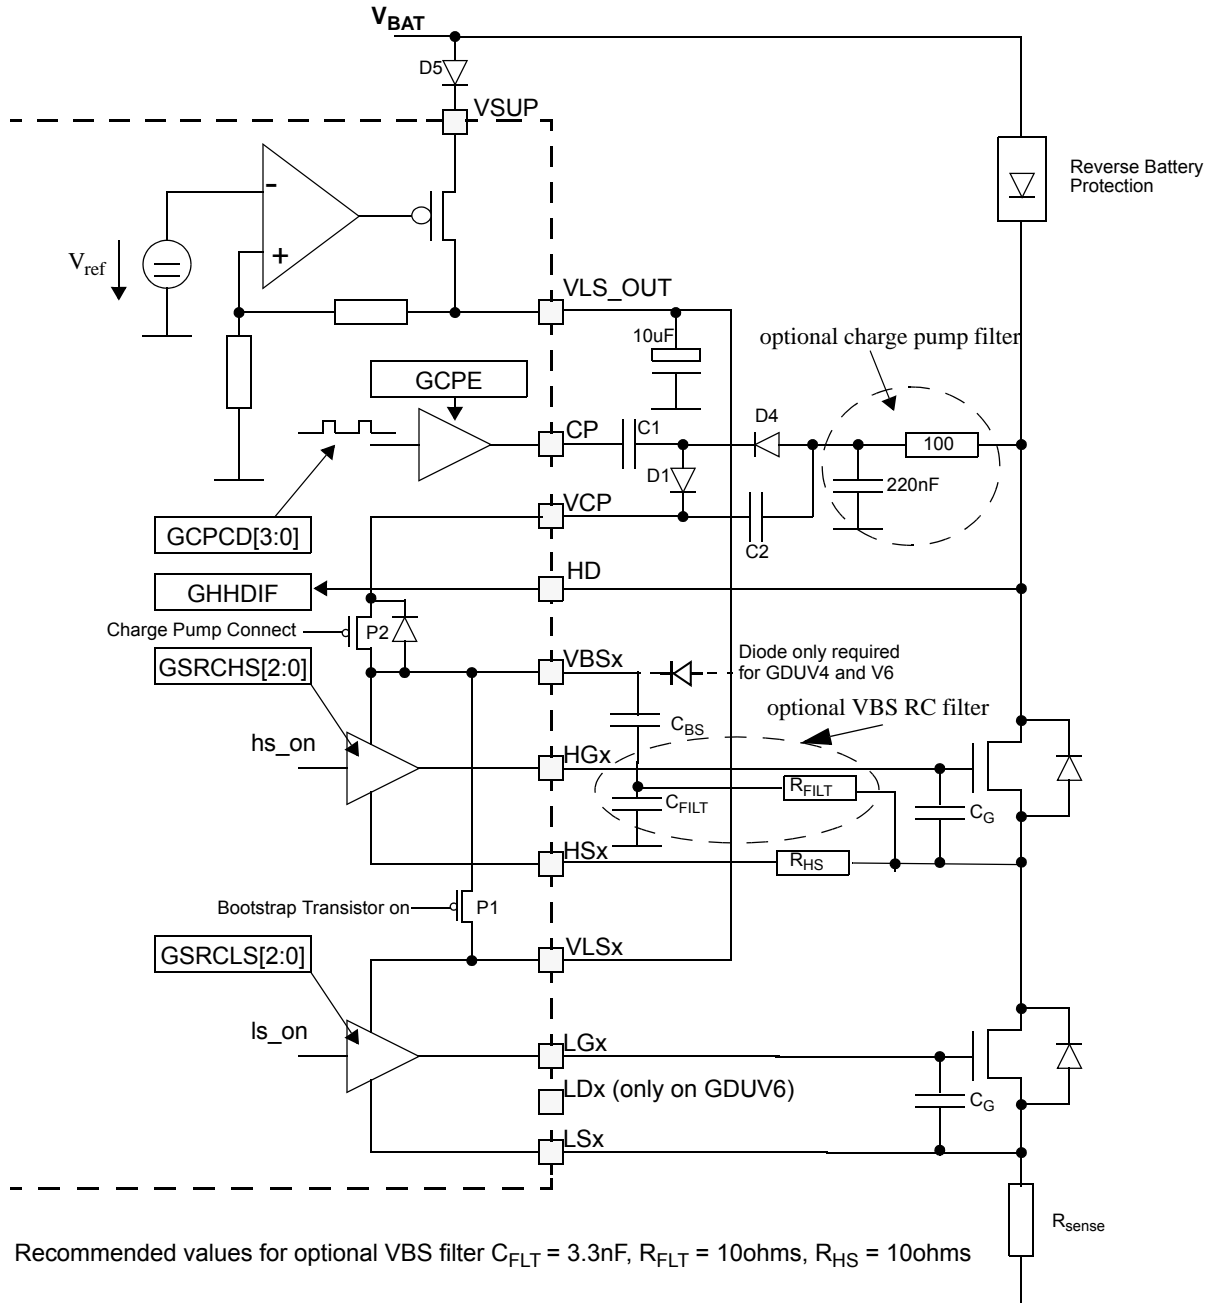 VBAT
D5
VSUP
Reverse Battery
Protection
-
+
Vref
VLS_OUT
10uF
optional charge pump filter
GCPE
CP
C1
D4
100
D1
220nF
VCP
C2
GCPCD[3:0]
HD
GHHDIF
Charge Pump Connect
P2
GSRCHS[2:0]
VBSx
Diode only required
for GDUV4 and V6
optional VBS RC filter
CBS
hs_on
HGx
RFILT
CFILT
CG
HSx
RHS
Bootstrap Transistor on
P1
GSRCLS[2:0]
VLSx
ls_on
LGx
LDx (only on GDUV6)
CG
LSx
Rsense
Recommended values for optional VBS filter CFLT = 3.3nF, RFLT = 10ohms, RHS = 10ohms